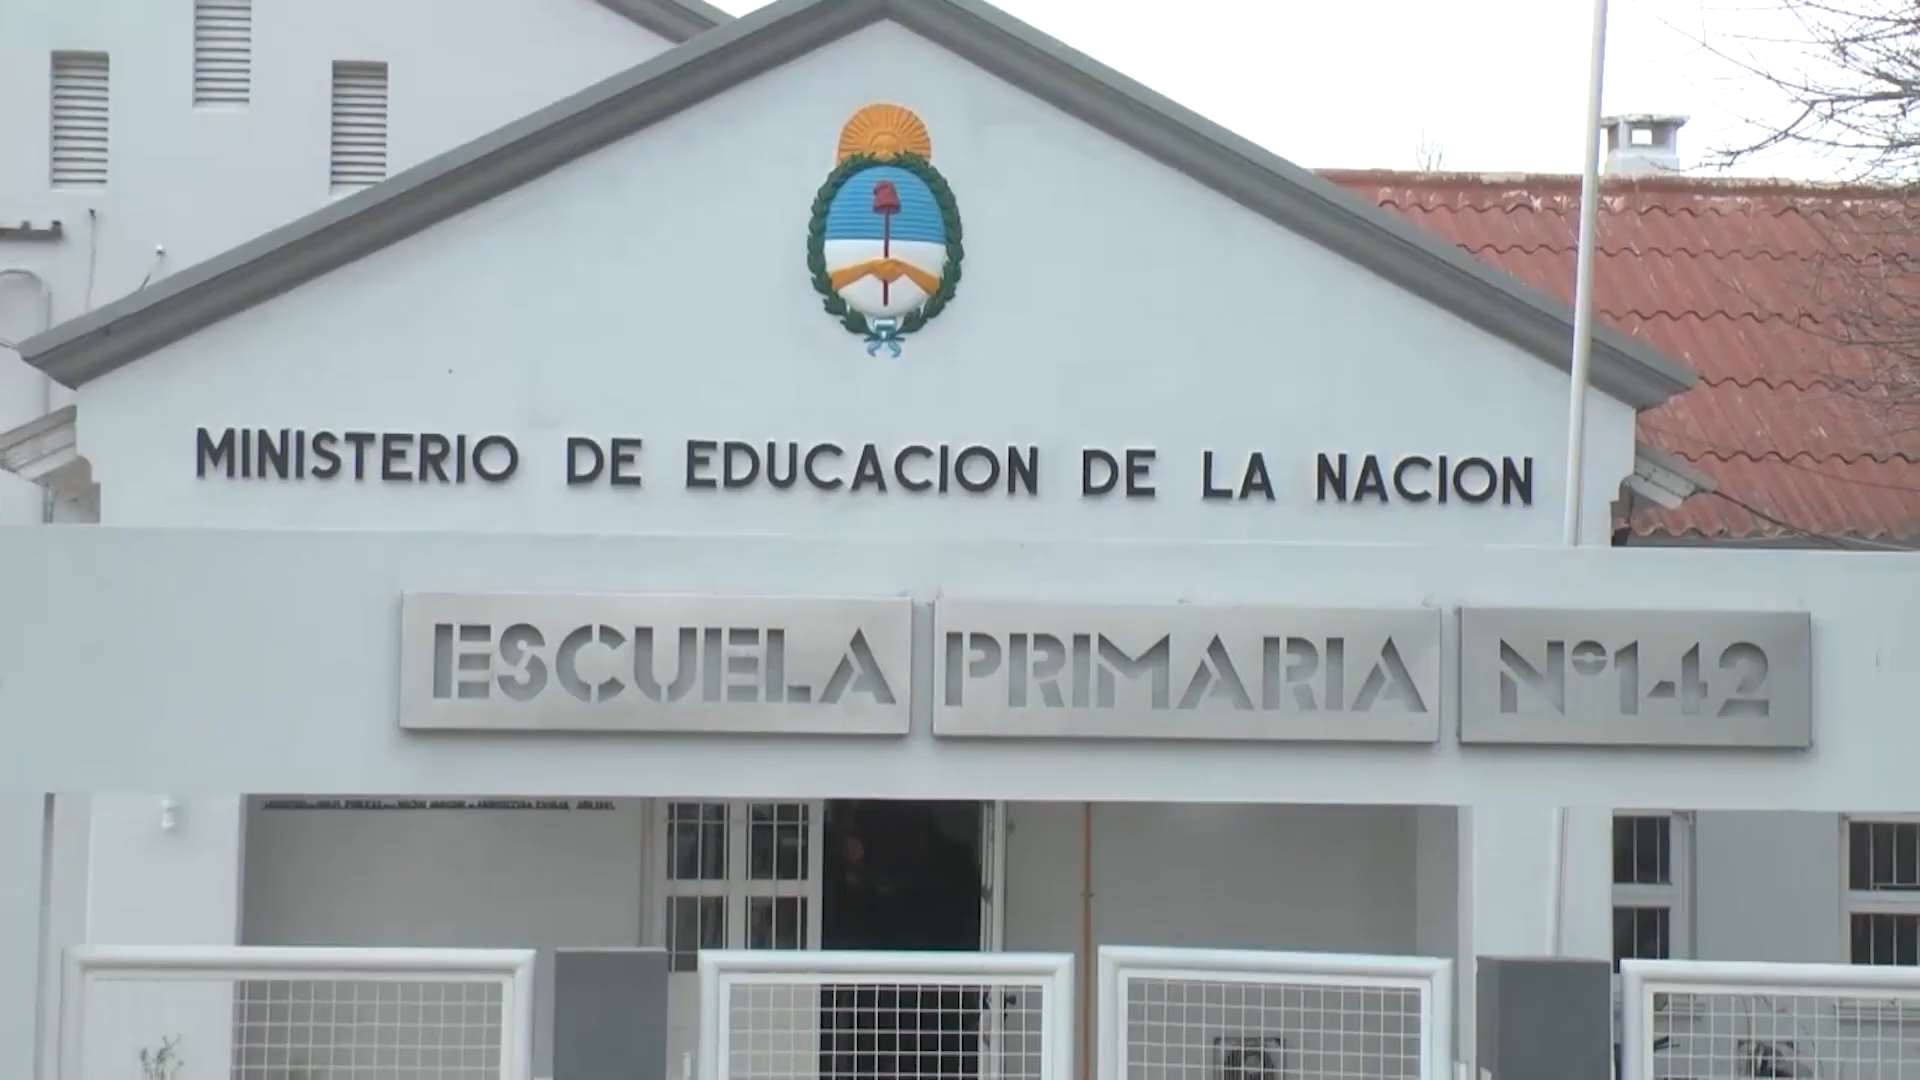 MINISTERIO DE EDUCACION DE LA NACION
ESCUELA PRIMARIA Nº142